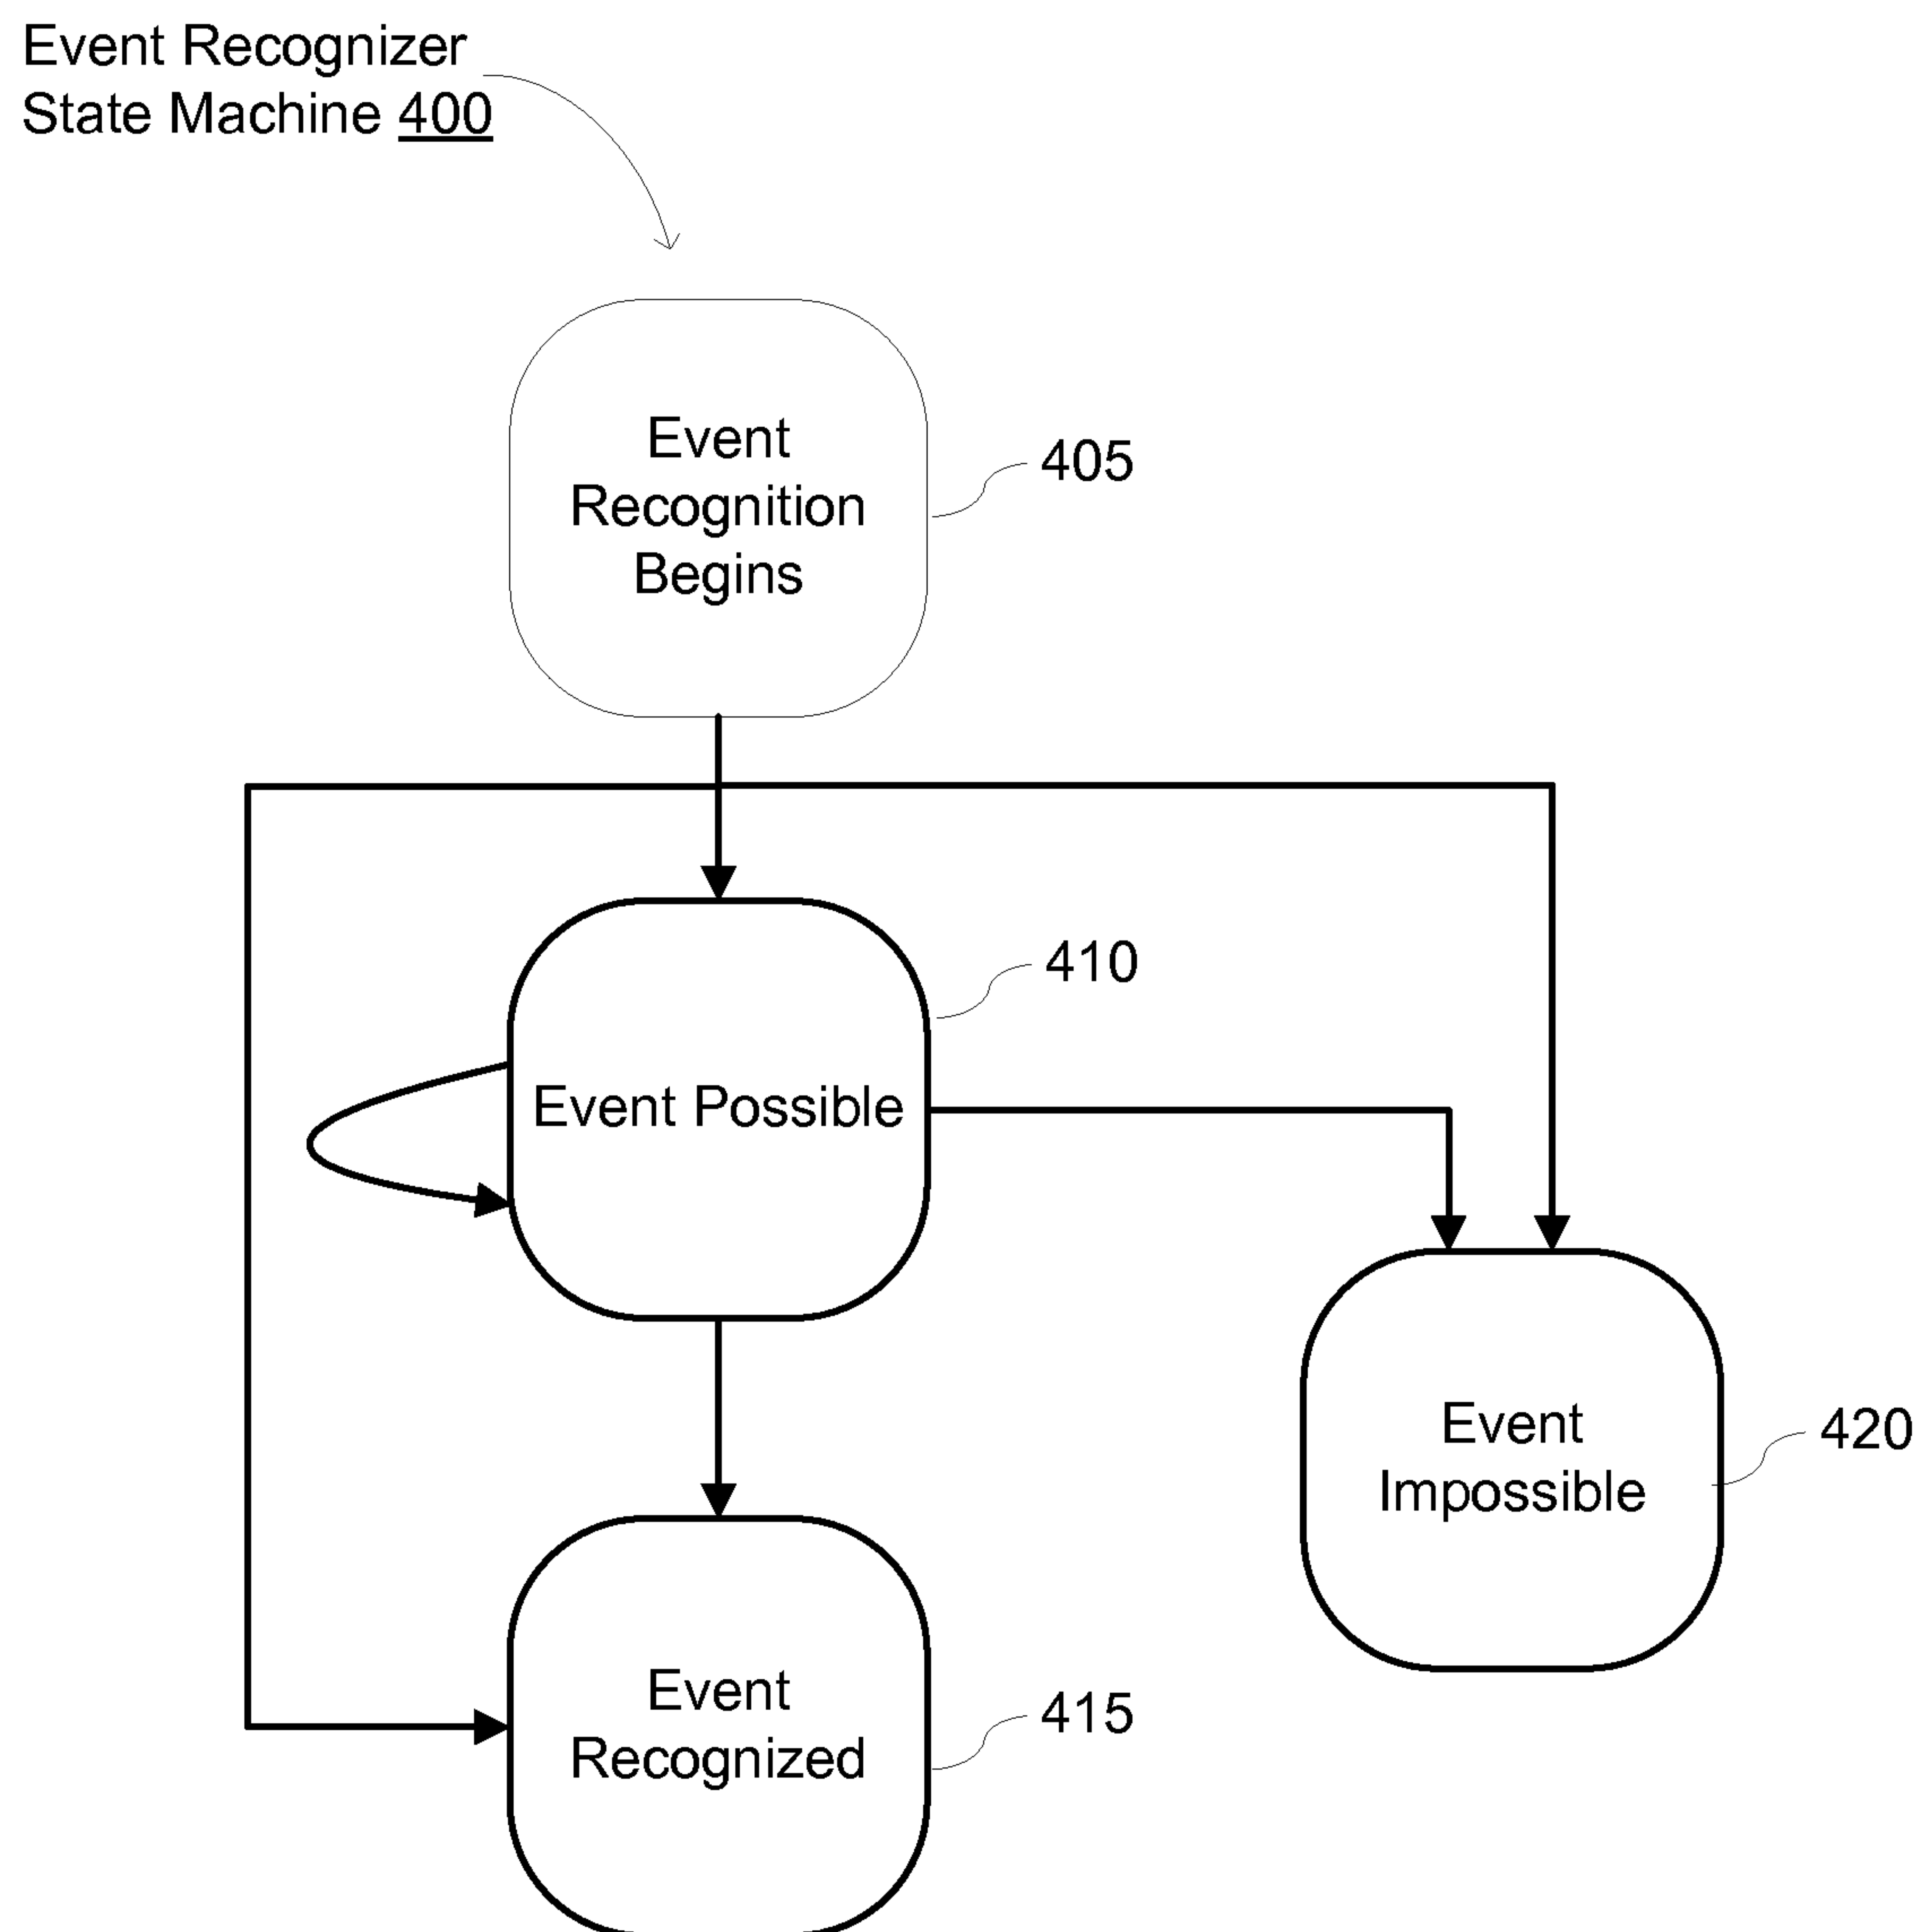 Event Recognizer
State Machine 400
Event
Recognition
Begins
405
410
Event Possible
Event
Impossible
420
Event
Recognized
415